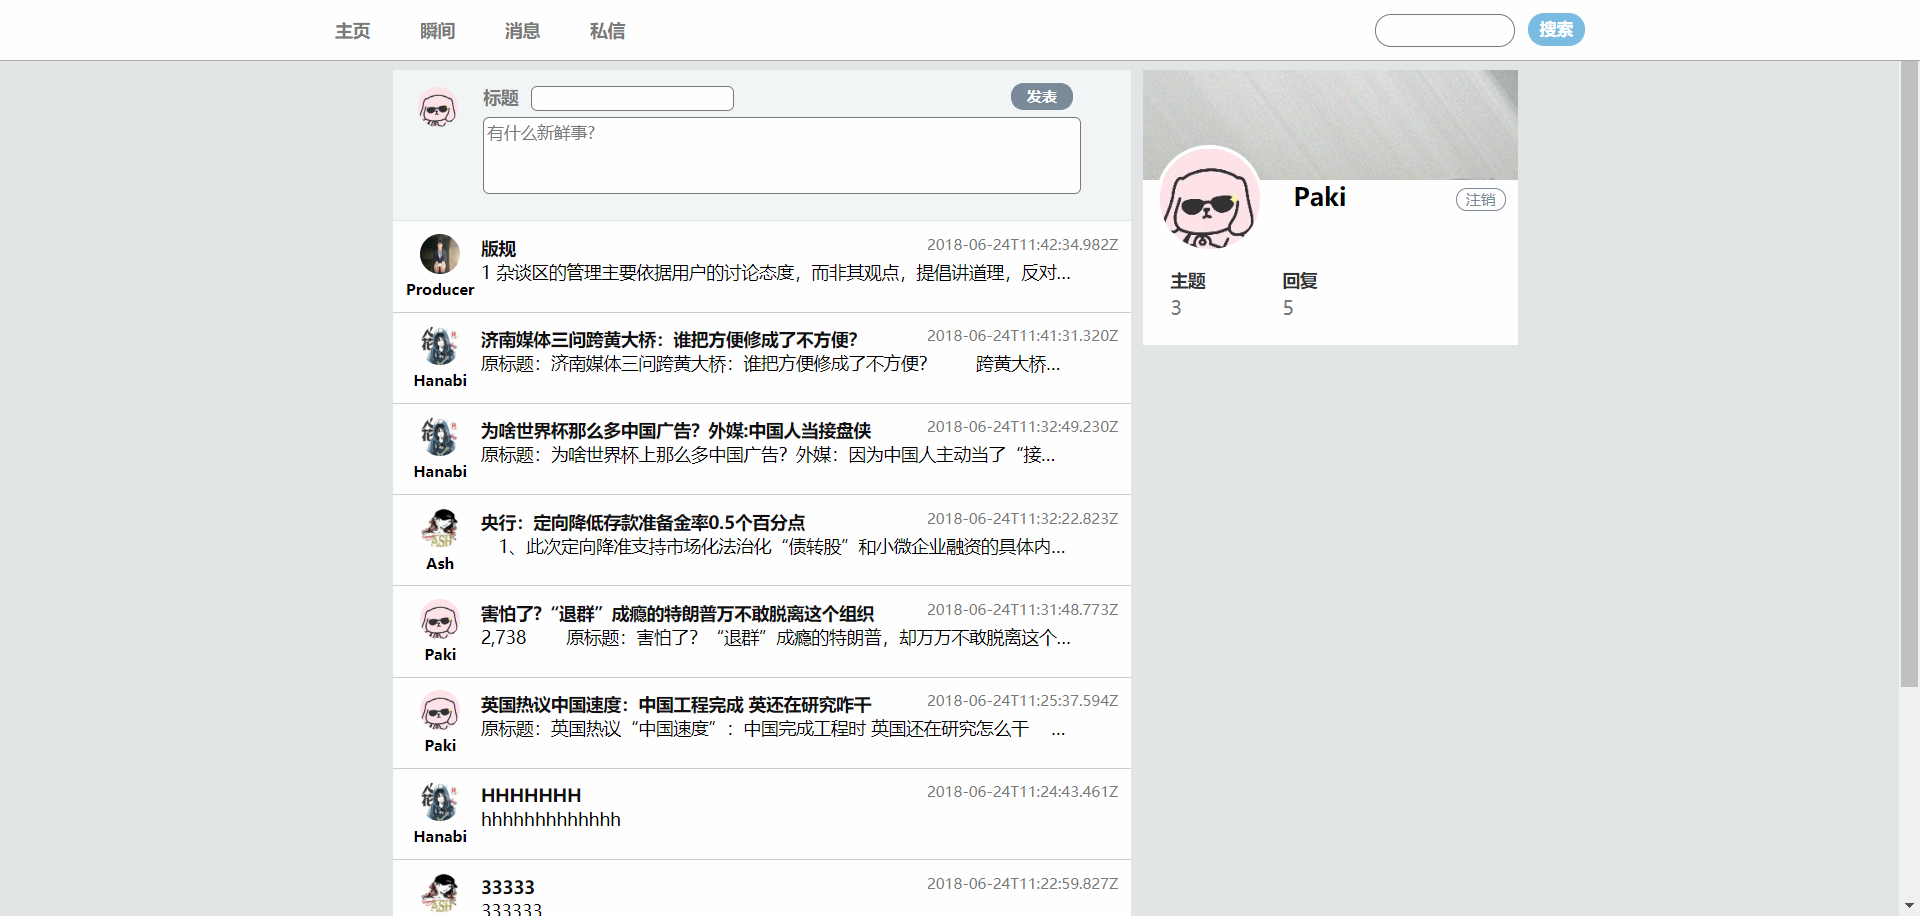 主页 瞬间 消息 私信 搜索
标题 发表
有什么新鲜事?
Paki 注销
主题 回复
3 5
版规 2018-06-24T11:42:34.982Z
1 杂谈区的管理主要依据用户的讨论态度，而非其观点，提倡讲道理，反对...
Producer
济南媒体三问跨黄大桥：谁把方便修成了不方便？ 2018-06-24T11:41:31.320Z
原标题：济南媒体三问跨黄大桥：谁把方便修成了不方便？ 跨黄大桥...
Hanabi
为啥世界杯那么多中国广告？外媒:中国人当接盘侠 2018-06-24T11:32:49.230Z
原标题：为啥世界杯上那么多中国广告？外媒：因为中国人主动当了“接...
Hanabi
央行：定向降低存款准备金率0.5个百分点 2018-06-24T11:32:22.823Z
1、此次定向降准支持市场化法治化“债转股”和小微企业融资的具体内...
Ash
害怕了？“退群”成瘾的特朗普万不敢脱离这个组织 2018-06-24T11:31:48.773Z
2,738 原标题：害怕了？“退群”成瘾的特朗普，却万万不敢脱离这个...
Paki
英国热议中国速度：中国工程完成 英还在研究咋干 2018-06-24T11:25:37.594Z
原标题：英国热议“中国速度”：中国完成工程时 英国还在研究怎么干 ...
Paki
HHHHHHH 2018-06-24T11:24:43.461Z
hhhhhhhhhhhhh
Hanabi
33333 2018-06-24T11:22:59.827Z
333333